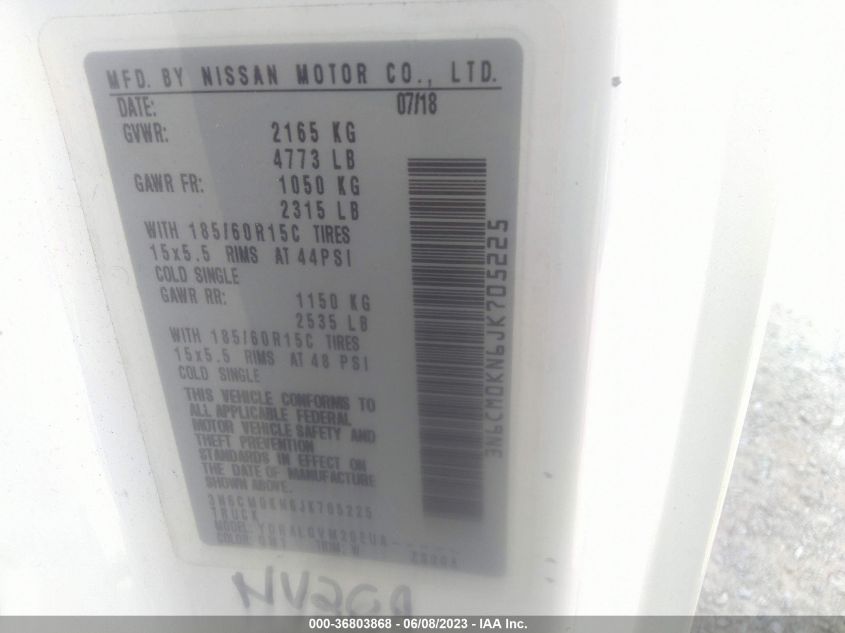 MFD. BY NISSAN MOTOR CO., LTD.
DATE: 07/18
GVWR: 2165 KG
4773 LB
GAWR FR: 1050 KG
2315 LB
WITH 185/60R15C TIRES
15x5.5 RIMS AT 44PSI
COLD SINGLE
GAWR RR: 1150 KG
2535 LB
WITH 185/60R15C TIRES
15x5.5 RIMS AT 48 PSI
COLD SINGLE
THIS VEHICLE CONFORMS TO
ALL APPLICABLE FEDERAL
MOTOR VEHICLE SAFETY AND
THEFT PREVENTION
STANDARDS IN EFFECT ON
THE DATE OF MANUFACTURE
SHOWN ABOVE.
3N6CM0KN6JK705225
TRUCK
MODEL:
COLOR: TRIM: W
3N6CM0KN6JK705225
NV200
000-36803868 - 06/08/2023 - IAA Inc.